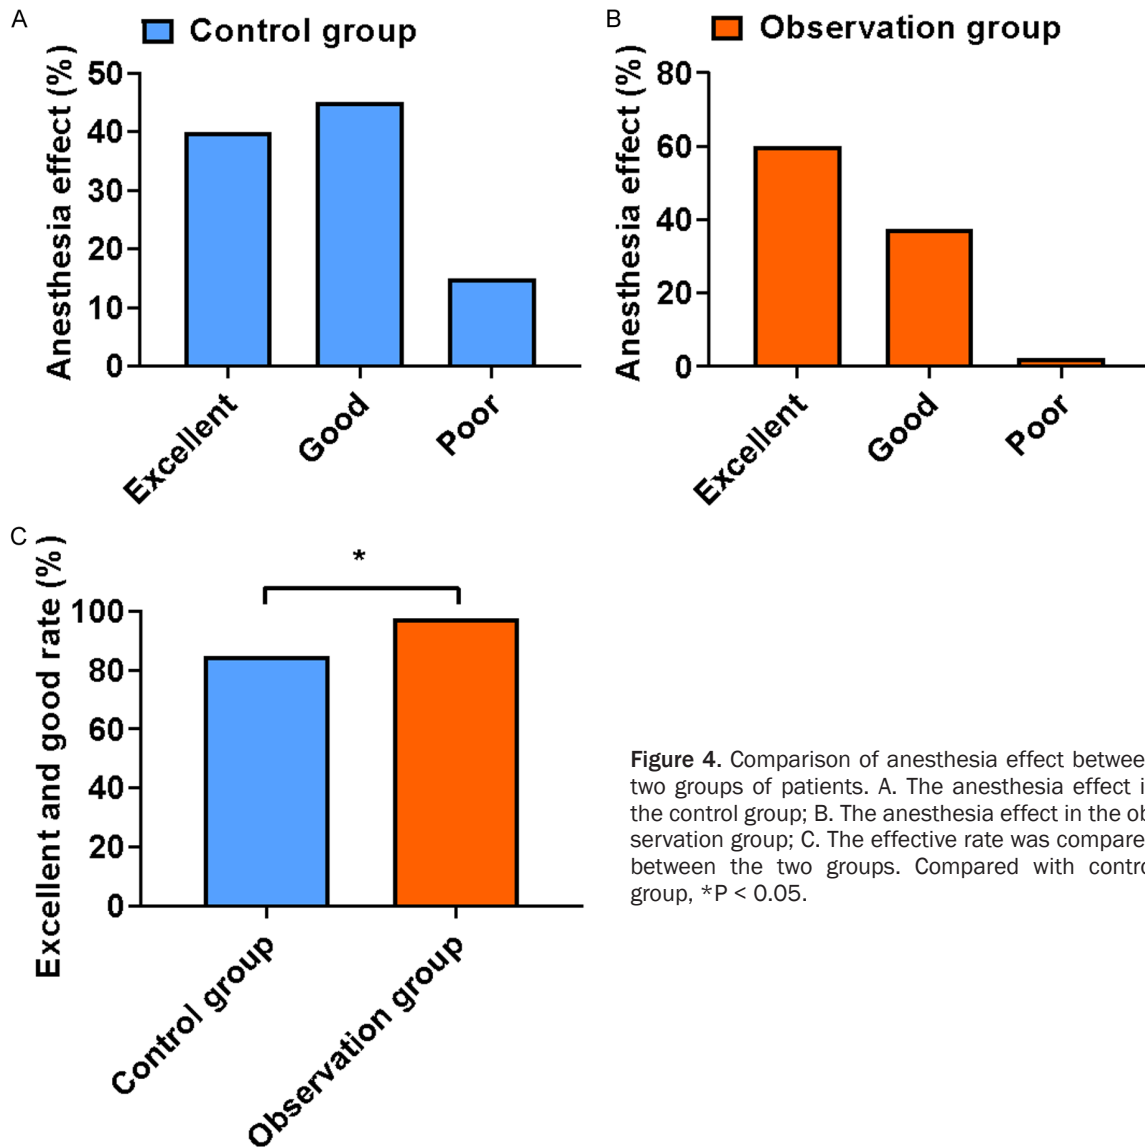 A
Control group
Anesthesia effect (%)
50
40
30
20
10
0
Excellent
Good
Poor
B
Observation group
Anesthesia effect (%)
80
60
40
20
0
Excellent
Good
Poor
C
*
Excellent and good rate (%)
100
80
60
40
20
0
Control group
Observation group
Figure 4. Comparison of anesthesia effect between
two groups of patients. A. The anesthesia effect i
the control group; B. The anesthesia effect in the ob
servation group; C. The effective rate was compare
between the two groups. Compared with contro
group, *P < 0.05.